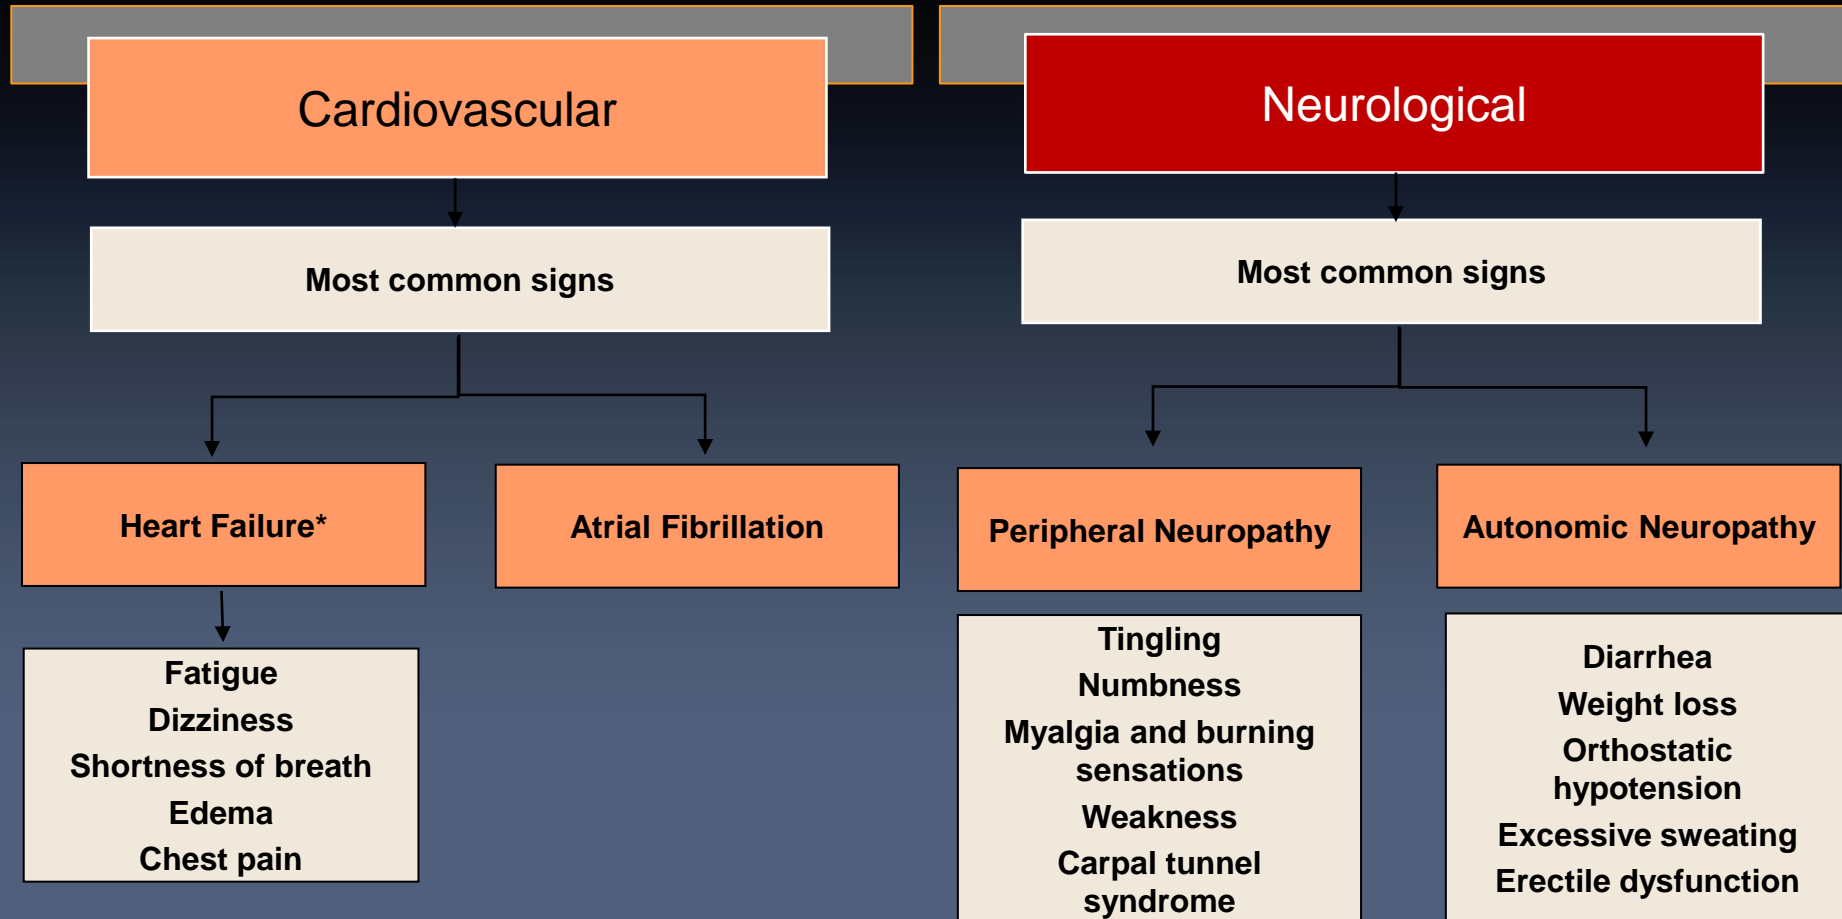 Cardiovascular
Neurological
Most common signs
Most common signs
Heart Failure*
Atrial Fibrillation
Peripheral Neuropathy
Autonomic Neuropathy
Fatigue
Dizziness
Shortness of breath
Edema
Chest pain
Tingling
Numbness
Myalgia and burning
sensations
Weakness
Carpal tunnel
syndrome
Diarrhea
Weight loss
Orthostatic
hypotension
Excessive sweating
Erectile dysfunction